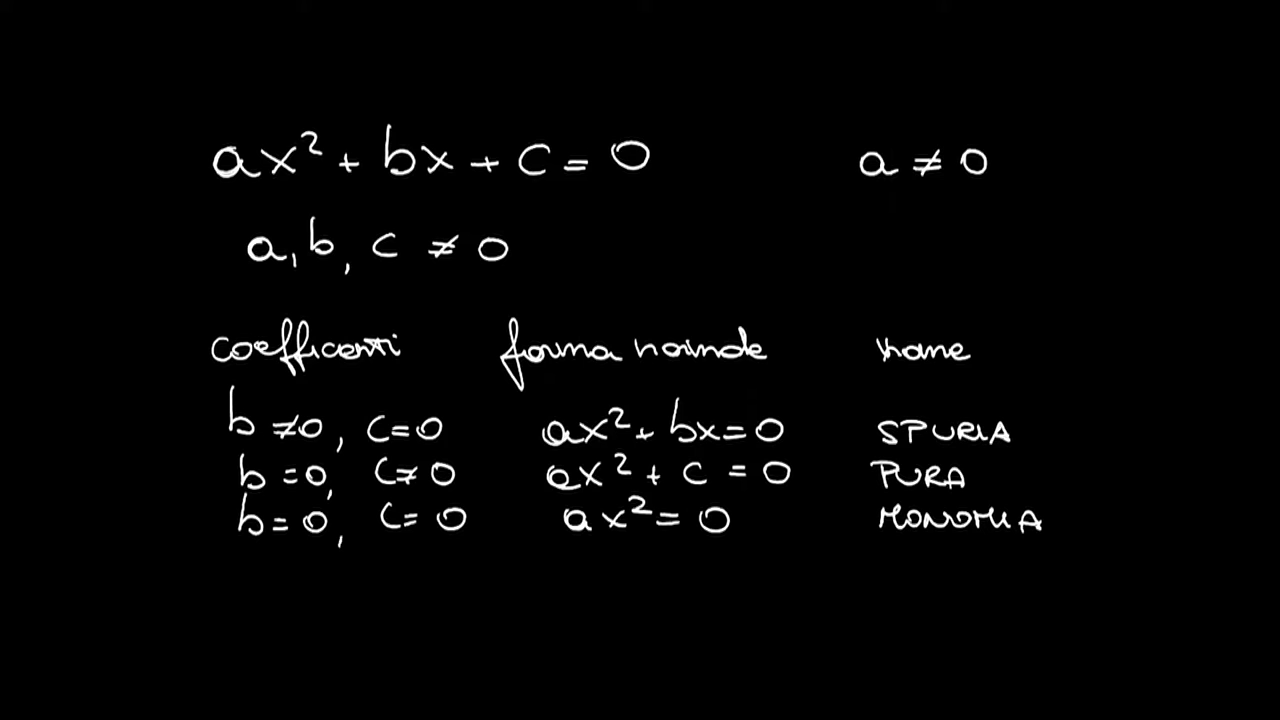 ax² + bx + c = 0 a ≠ 0
a, b, c ≠ 0
coefficenti forma normale nome
b ≠ 0, c = 0 ax² + bx = 0 SPURIA
b = 0, c ≠ 0 ax² + c = 0 PURA
b = 0, c = 0 ax² = 0 MONOMIA